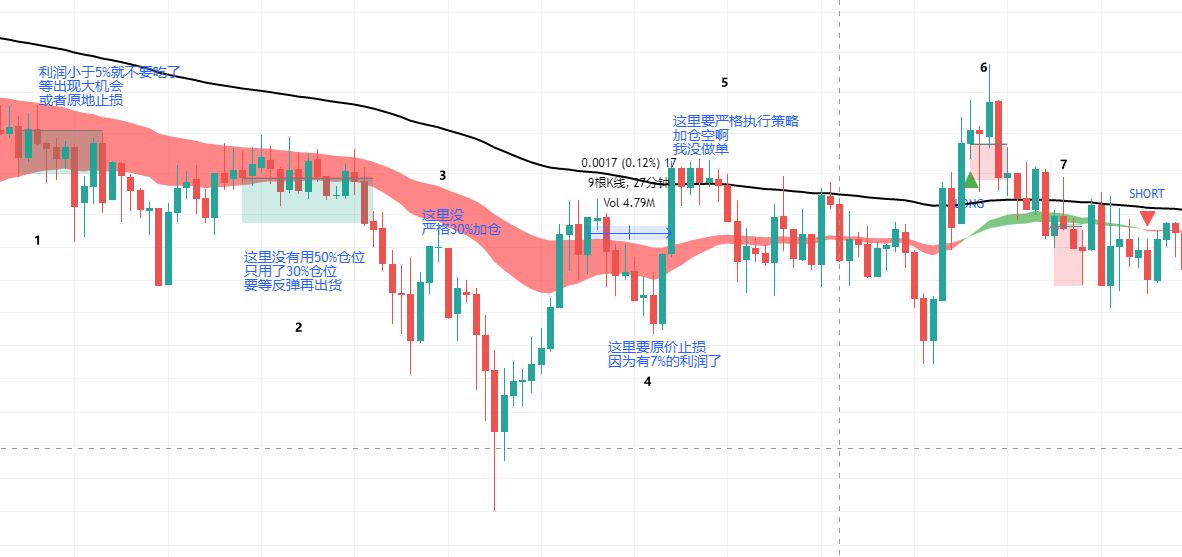 利润小于5%就不要吃了
等出现大机会
或者原地止损
1
这里没有用50%仓位
只用了30%仓位
要等反弹再出货
2
3
这里没
严格30%加仓
0.0017 (0.12%) 17
9根K线, 27分钟
Vol 4.79M
这里要原价止损
因为有7%的利润了
4
5
这里要严格执行策略
加仓空啊
我没做单
6
LONG
7
SHORT